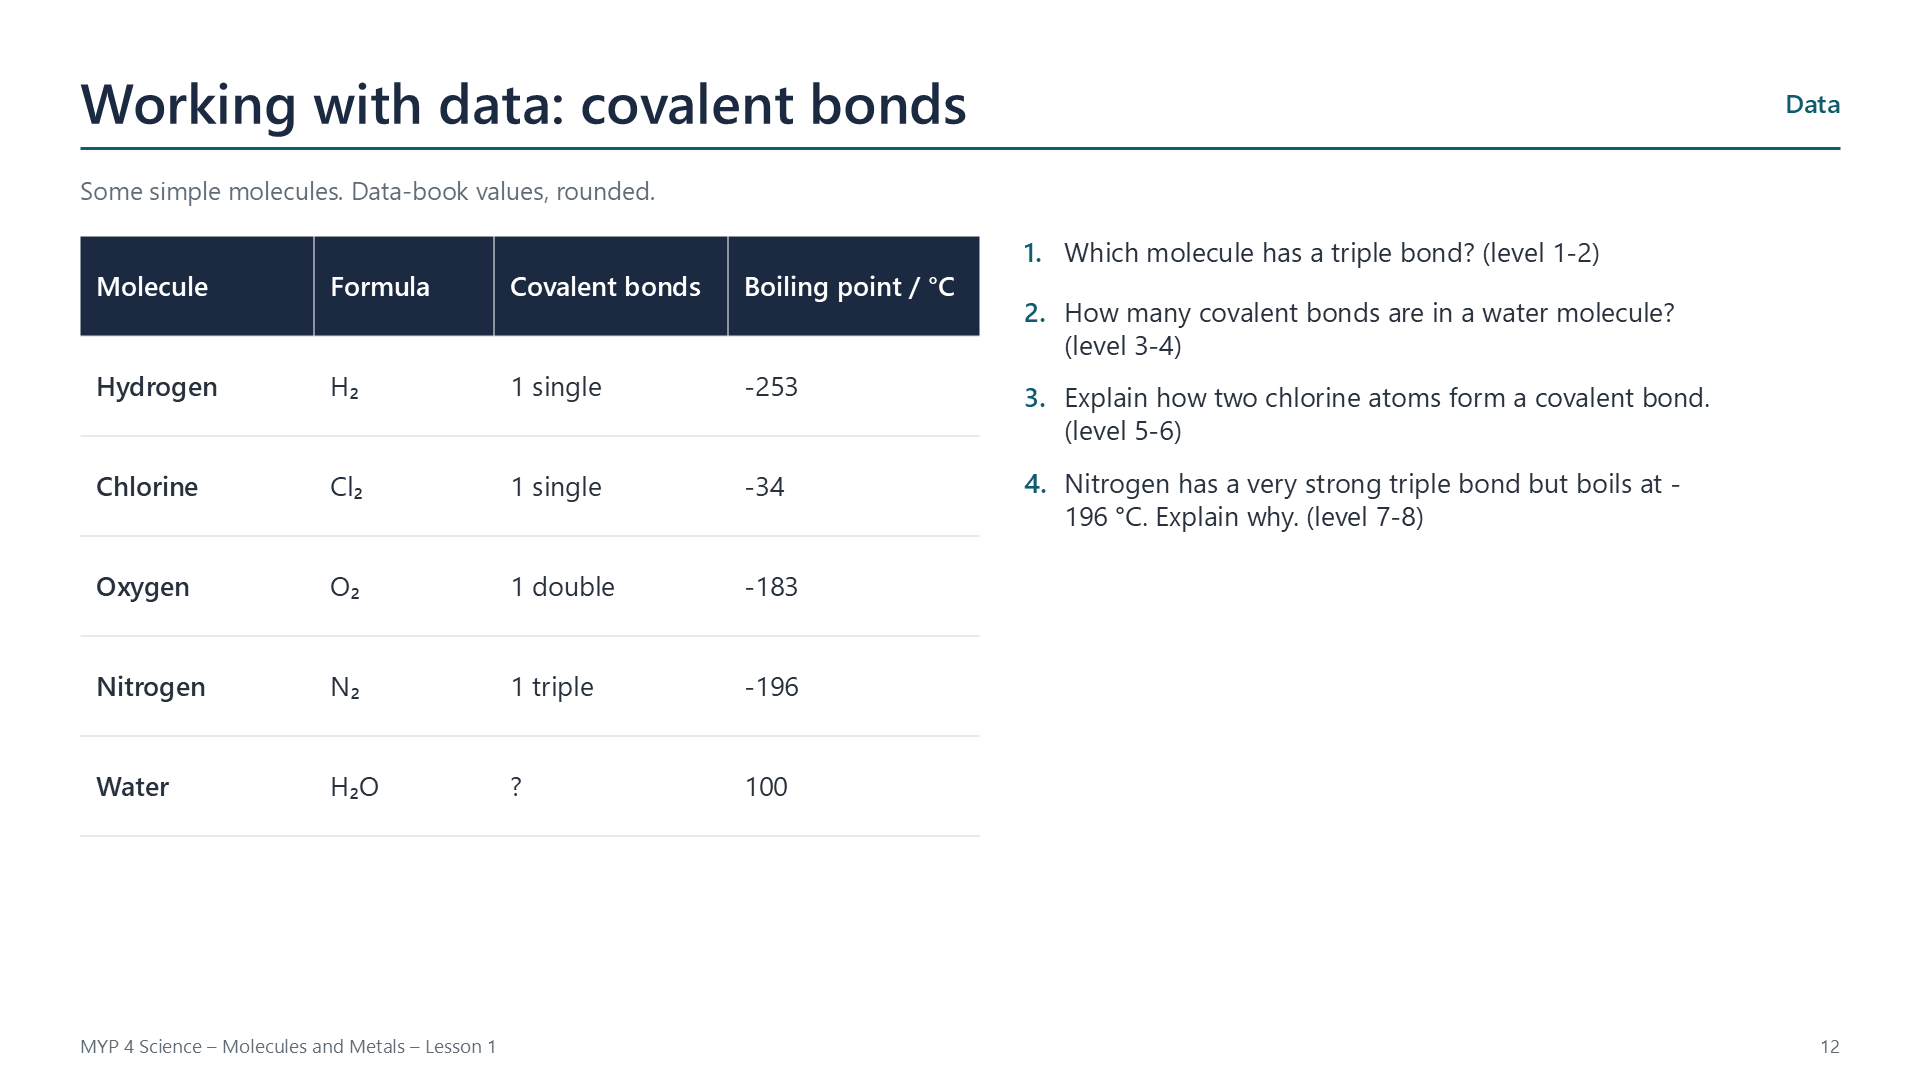 Working with data: covalent bonds
Data
Some simple molecules. Data-book values, rounded.
Molecule Formula Covalent bonds Boiling point / °C
Hydrogen H₂ 1 single -253
Chlorine Cl₂ 1 single -34
Oxygen O₂ 1 double -183
Nitrogen N₂ 1 triple -196
Water H₂O ? 100
1. Which molecule has a triple bond? (level 1-2)
2. How many covalent bonds are in a water molecule?
(level 3-4)
3. Explain how two chlorine atoms form a covalent bond.
(level 5-6)
4. Nitrogen has a very strong triple bond but boils at -
196 °C. Explain why. (level 7-8)
MYP 4 Science – Molecules and Metals – Lesson 1
12